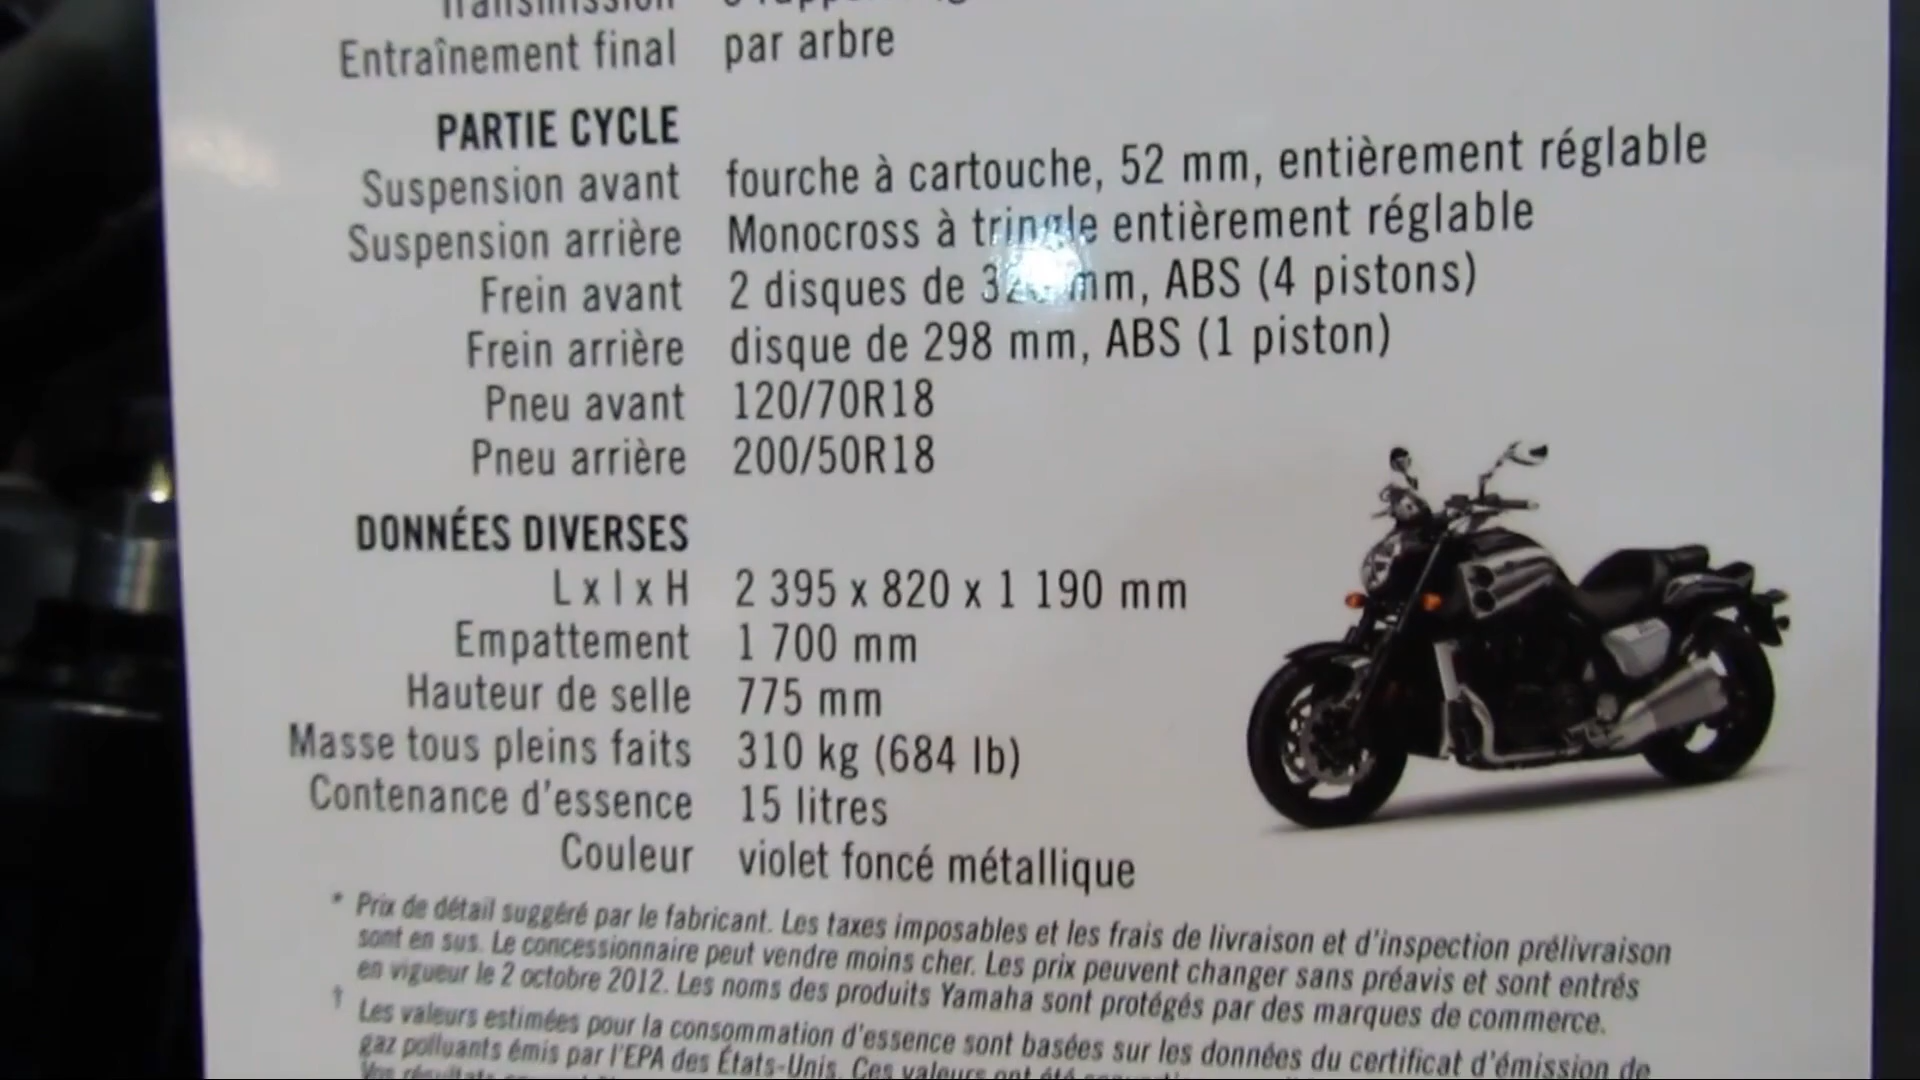 Transmission
Entraînement final par arbre
PARTIE CYCLE
Suspension avant fourche à cartouche, 52 mm, entièrement réglable
Suspension arrière Monocross à tringle entièrement réglable
Frein avant 2 disques de mm, ABS (4 pistons)
Frein arrière disque de 298 mm, ABS (1 piston)
Pneu avant 120/70R18
Pneu arrière 200/50R18
DONNÉES DIVERSES
L x l x H 2 395 x 820 x 1 190 mm
Empattement 1 700 mm
Hauteur de selle 775 mm
Masse tous pleins faits 310 kg (684 lb)
Contenance d'essence 15 litres
Couleur violet foncé métallique
* Prix de détail suggéré par le fabricant. Les taxes imposables et les frais de livraison et d'inspection prélivraison
sont en sus. Le concessionnaire peut vendre moins cher. Les prix peuvent changer sans préavis et sont entrés
en vigueur le 2 octobre 2012. Les noms des produits Yamaha sont protégés par des marques de commerce.
† Les valeurs estimées pour la consommation d'essence sont basées sur les données du certificat d'émission de
gaz polluants émis par l'EPA des États-Unis. Ces valeurs ont été